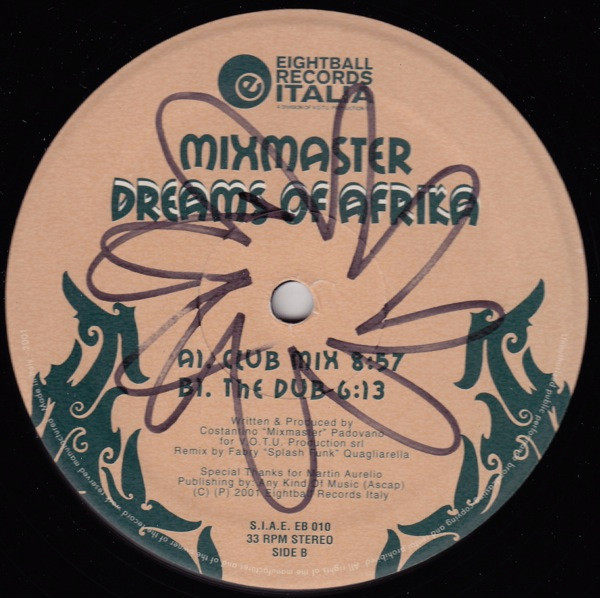 e
EIGHTBALL
RECORDS
ITALIA
MIXMASTER
DREAMS OF AFRIKA
A1. CLUB MIX 8:57
B1. THE DUB 6:13
Written & Produced by
Costantino "Mixmaster" Padovano
for V.O.T.U. Production srl
Remix by Fabry "Splash Funk" Quagliarella
Special Thanks for Martin Aurelio
Publishing by: Any Kind Of Music (Ascap)
(C) (P) 2001 Eightball Records Italy
S.I.A.E. EB 010
33 RPM STEREO
SIDE B